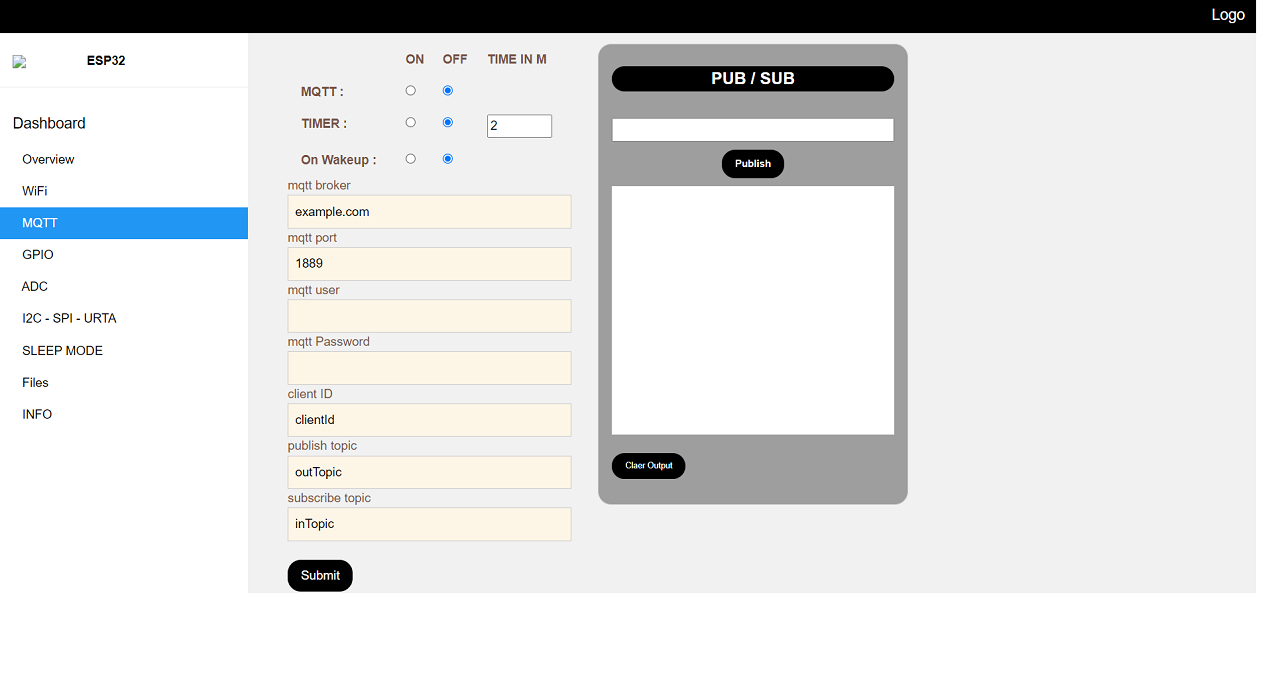 Logo
ESP32
Dashboard
Overview
WiFi
MQTT
GPIO
ADC
I2C - SPI - URTA
SLEEP MODE
Files
INFO
ON OFF TIME IN M
MQTT :
TIMER : 2
On Wakeup :
mqtt broker
example.com
mqtt port
1889
mqtt user
mqtt Password
client ID
clientId
publish topic
outTopic
subscribe topic
inTopic
Submit
PUB / SUB
Publish
Claer Output